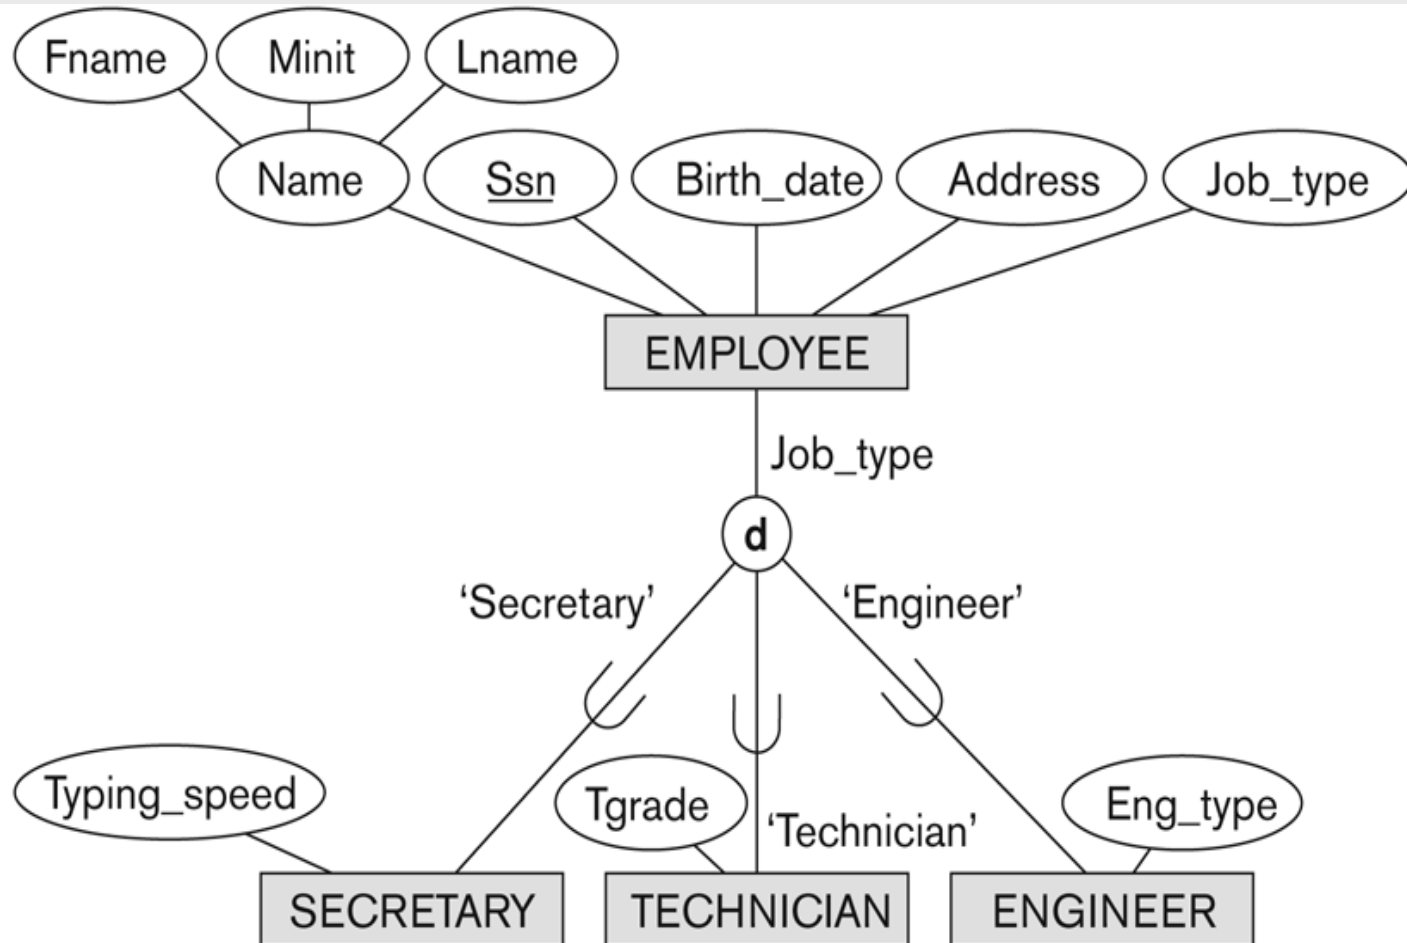 Fname Minit Lname
Name Ssn Birth_date Address Job_type
EMPLOYEE
Job_type
d
‘Secretary’ ‘Engineer’
Typing_speed Tgrade Eng_type
‘Technician’
SECRETARY TECHNICIAN ENGINEER